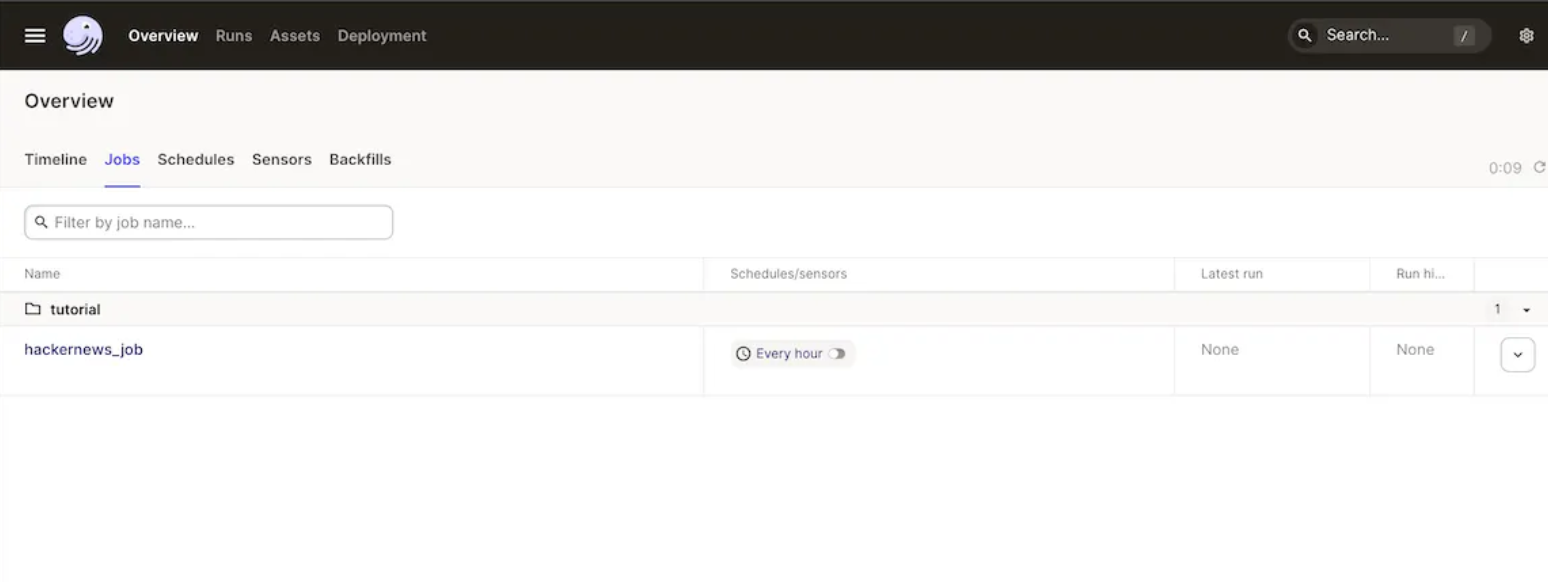 Overview Runs Assets Deployment Search... /
Overview
Timeline Jobs Schedules Sensors Backfills
0:09
Filter by job name...
Name Schedules/sensors Latest run Run hi...
tutorial 1
hackernews_job Every hour None None